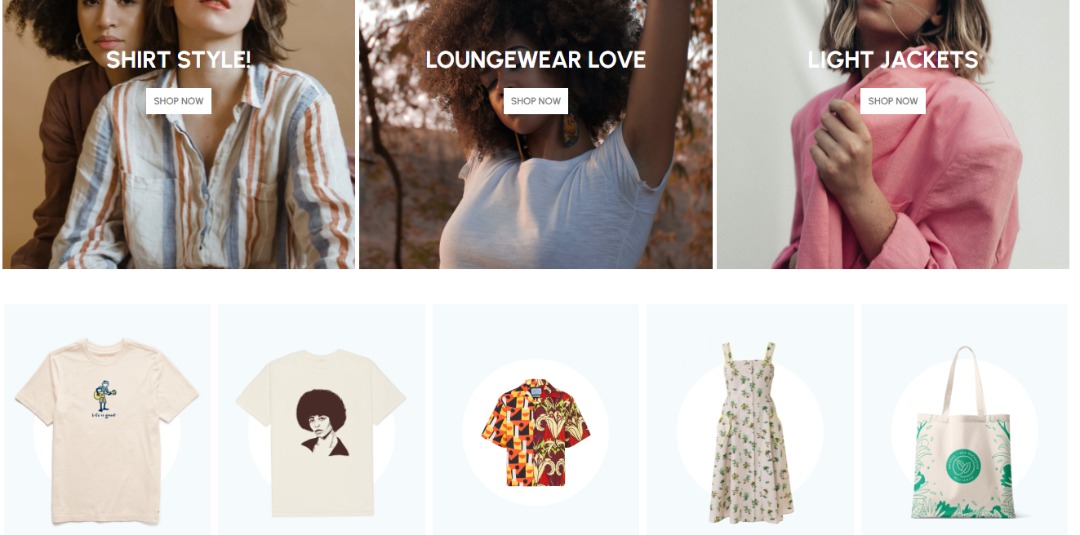 SHIRT STYLE!
SHOP NOW
LOUNGEWEAR LOVE
SHOP NOW
LIGHT JACKETS
SHOP NOW
Life is good